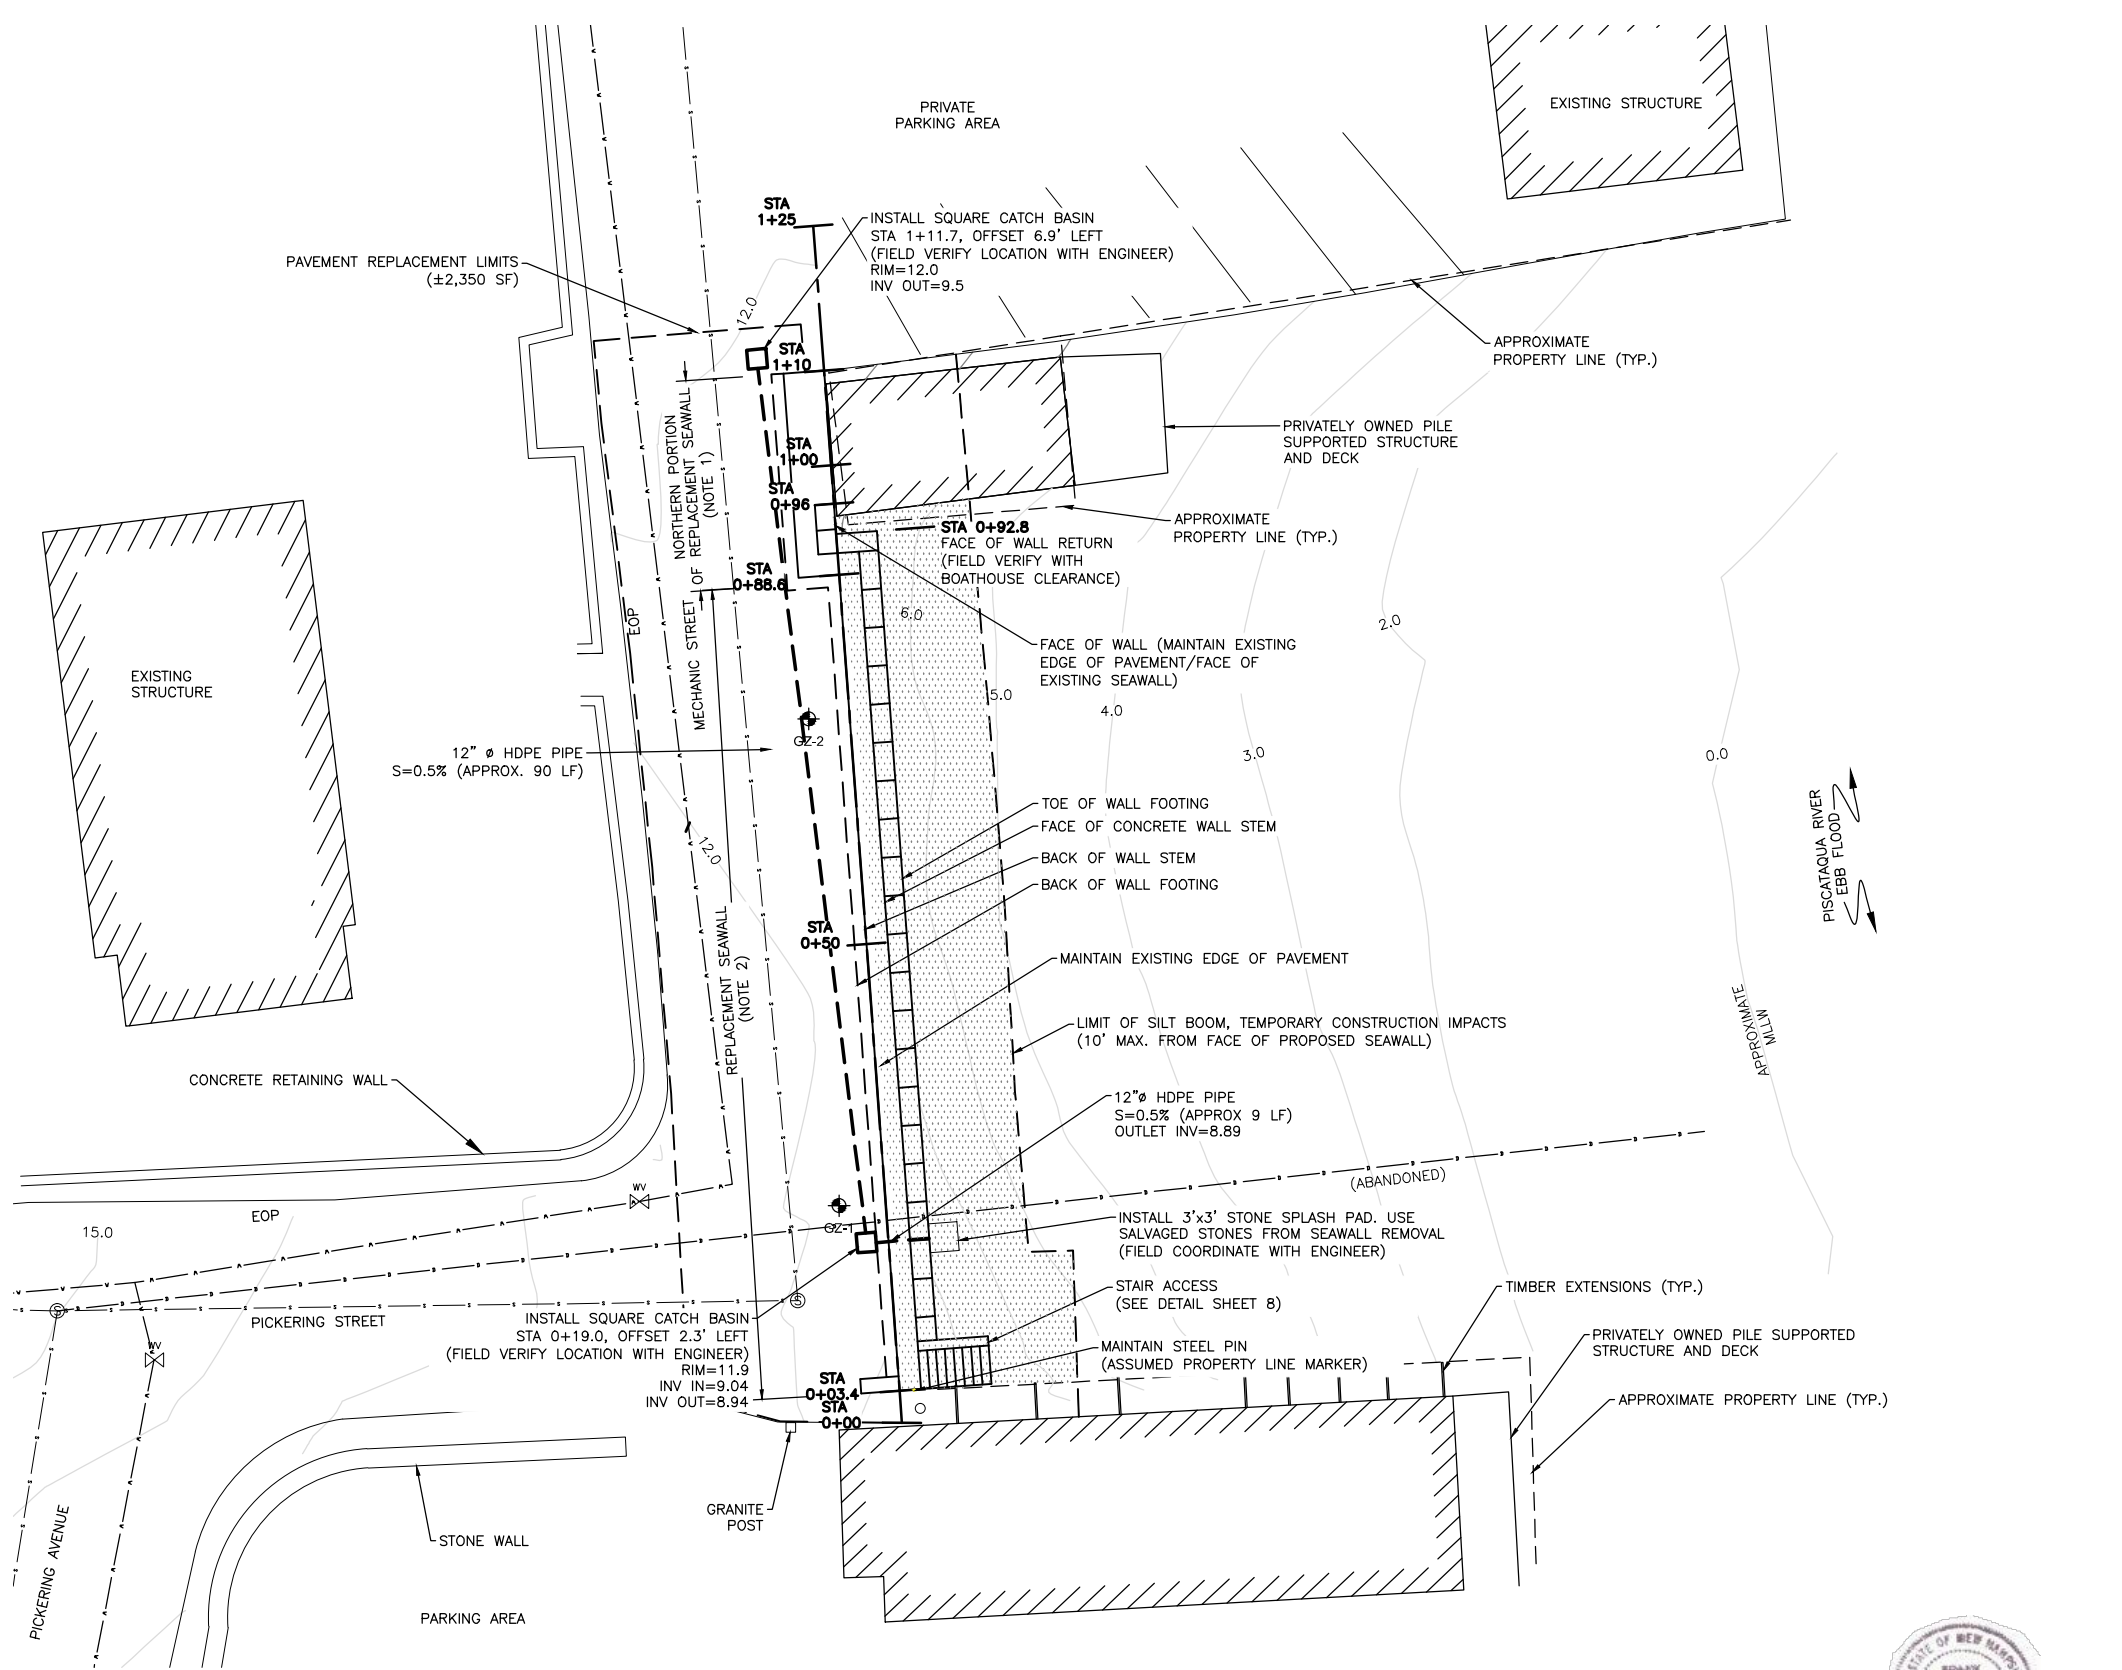 PRIVATE
PARKING AREA
EXISTING STRUCTURE
STA
1+25
INSTALL SQUARE CATCH BASIN
STA 1+11.7, OFFSET 6.9' LEFT
(FIELD VERIFY LOCATION WITH ENGINEER)
RIM=12.0
INV OUT=9.5
PAVEMENT REPLACEMENT LIMITS
(±2,350 SF)
12.0
STA
1+10
APPROXIMATE
PROPERTY LINE (TYP.)
PRIVATELY OWNED PILE
SUPPORTED STRUCTURE
AND DECK
NORTHERN PORTION
OF REPLACEMENT SEAWALL
(NOTE 1)
STA
1+00
STA
0+96
APPROXIMATE
PROPERTY LINE (TYP.)
STA 0+92.8
FACE OF WALL RETURN
(FIELD VERIFY WITH
BOATHOUSE CLEARANCE)
STA
0+88.6
EOP
MECHANIC STREET
6.0
2.0
FACE OF WALL (MAINTAIN EXISTING
EDGE OF PAVEMENT/FACE OF
EXISTING SEAWALL)
EXISTING
STRUCTURE
5.0
4.0
GZ-2
12" ø HDPE PIPE
S=0.5% (APPROX. 90 LF)
3.0
0.0
PISCATAQUA RIVER
EBB FLOOD
TOE OF WALL FOOTING
FACE OF CONCRETE WALL STEM
BACK OF WALL STEM
BACK OF WALL FOOTING
12.0
STA
0+50
REPLACEMENT SEAWALL
(NOTE 2)
MAINTAIN EXISTING EDGE OF PAVEMENT
APPROXIMATE
MLLW
LIMIT OF SILT BOOM, TEMPORARY CONSTRUCTION IMPACTS
(10' MAX. FROM FACE OF PROPOSED SEAWALL)
CONCRETE RETAINING WALL
12"ø HDPE PIPE
S=0.5% (APPROX 9 LF)
OUTLET INV=8.89
(ABANDONED)
WV
EOP
15.0
GZ-1
INSTALL 3'x3' STONE SPLASH PAD. USE
SALVAGED STONES FROM SEAWALL REMOVAL
(FIELD COORDINATE WITH ENGINEER)
STAIR ACCESS
(SEE DETAIL SHEET 8)
TIMBER EXTENSIONS (TYP.)
S
S
PICKERING STREET
WV
INSTALL SQUARE CATCH BASIN
STA 0+19.0, OFFSET 2.3' LEFT
(FIELD VERIFY LOCATION WITH ENGINEER)
RIM=11.9
INV IN=9.04
INV OUT=8.94
MAINTAIN STEEL PIN
(ASSUMED PROPERTY LINE MARKER)
PRIVATELY OWNED PILE SUPPORTED
STRUCTURE AND DECK
STA
0+03.4
STA
0+00
APPROXIMATE PROPERTY LINE (TYP.)
GRANITE
POST
STONE WALL
PICKERING AVENUE
PARKING AREA
STATE OF NEW HAMPS